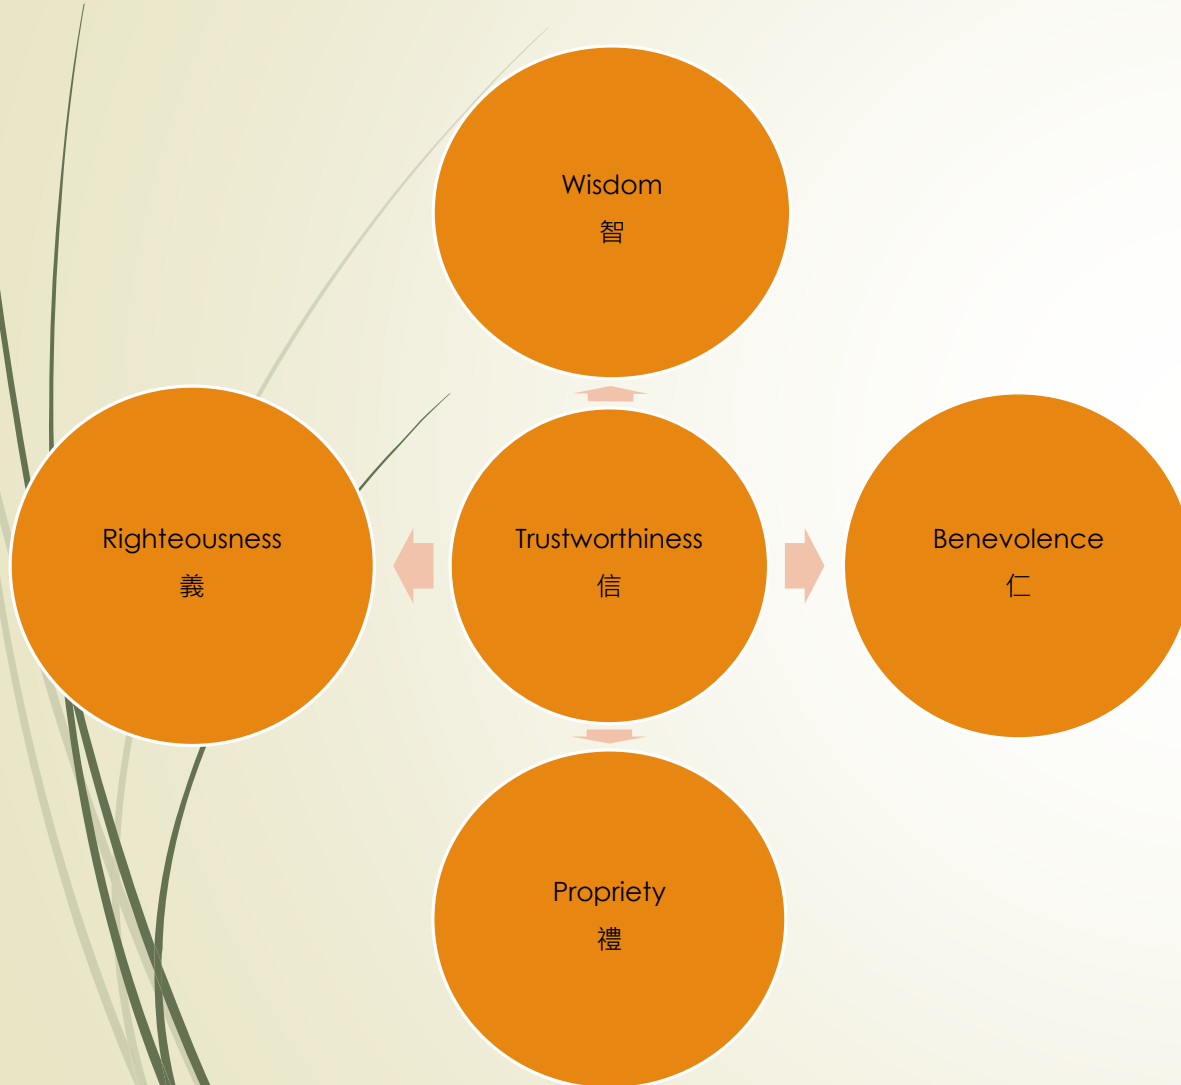 Wisdom
智
Righteousness
義
Trustworthiness
信
Benevolence
仁
Propriety
禮